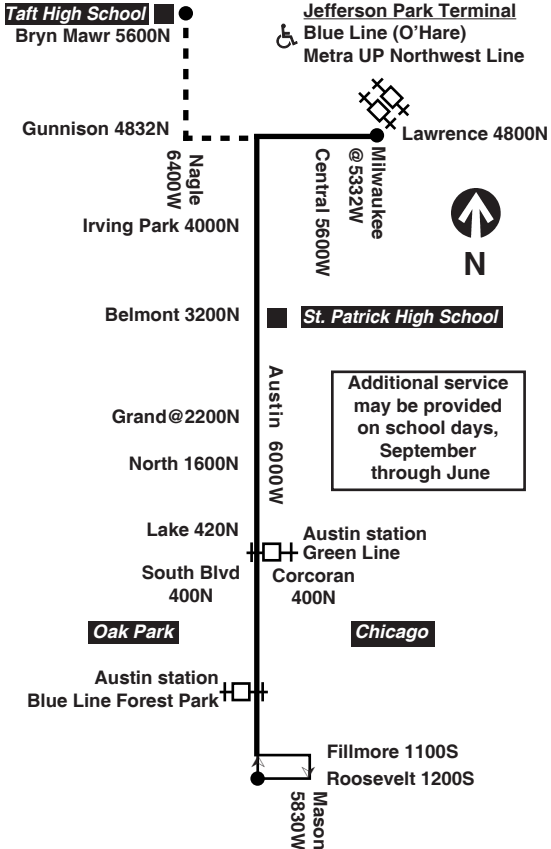 Taft High School
Bryn Mawr 5600N
Jefferson Park Terminal
Blue Line (O'Hare)
Metra UP Northwest Line
Gunnison 4832N
Lawrence 4800N
Nagle
6400W
Milwaukee
@5332W
Central 5600W
Irving Park 4000N
N
Belmont 3200N
St. Patrick High School
Austin 6000W
Additional service
may be provided
on school days,
September
through June
Grand@2200N
North 1600N
Lake 420N
Austin station
Green Line
South Blvd
400N
Corcoran
400N
Oak Park
Chicago
Austin station
Blue Line Forest Park
Fillmore 1100S
Roosevelt 1200S
Mason
5830W